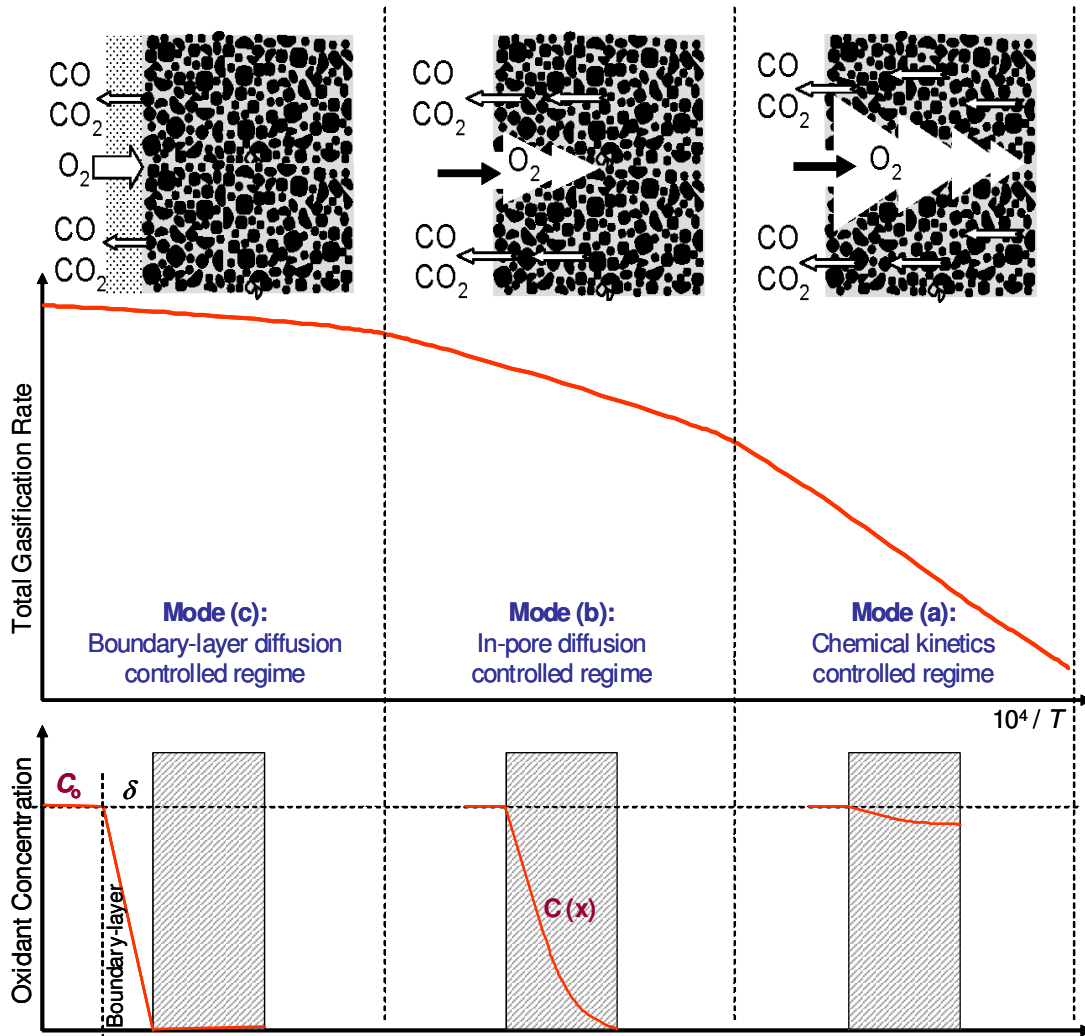 CO
CO2
O2
CO
CO2
CO
CO2
O2
CO
CO2
CO
CO2
O2
CO
CO2
Total Gasification Rate
Mode (c):
Boundary-layer diffusion
controlled regime
Mode (b):
In-pore diffusion
controlled regime
Mode (a):
Chemical kinetics
controlled regime
10⁴ / T
Oxidant Concentration
C₀
δ
Boundary-layer
C (x)